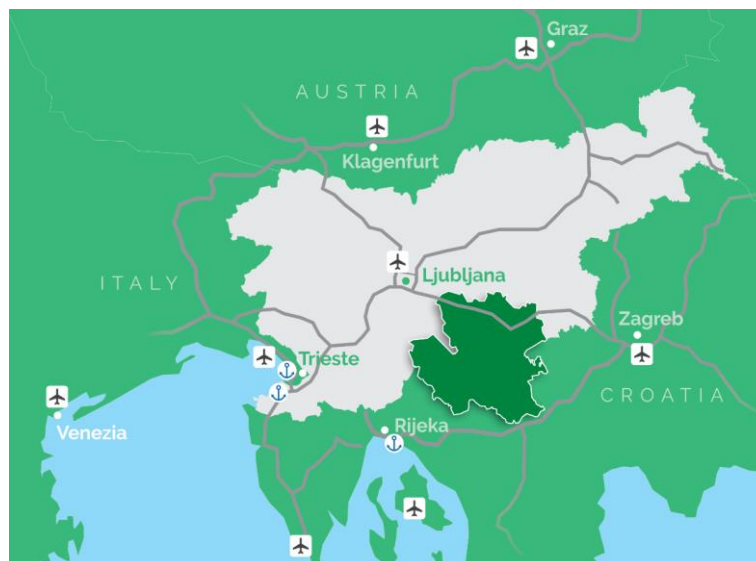 Graz
AUSTRIA
Klagenfurt
ITALY
Ljubljana
Zagreb
Trieste
CROATIA
Venezia
Rijeka